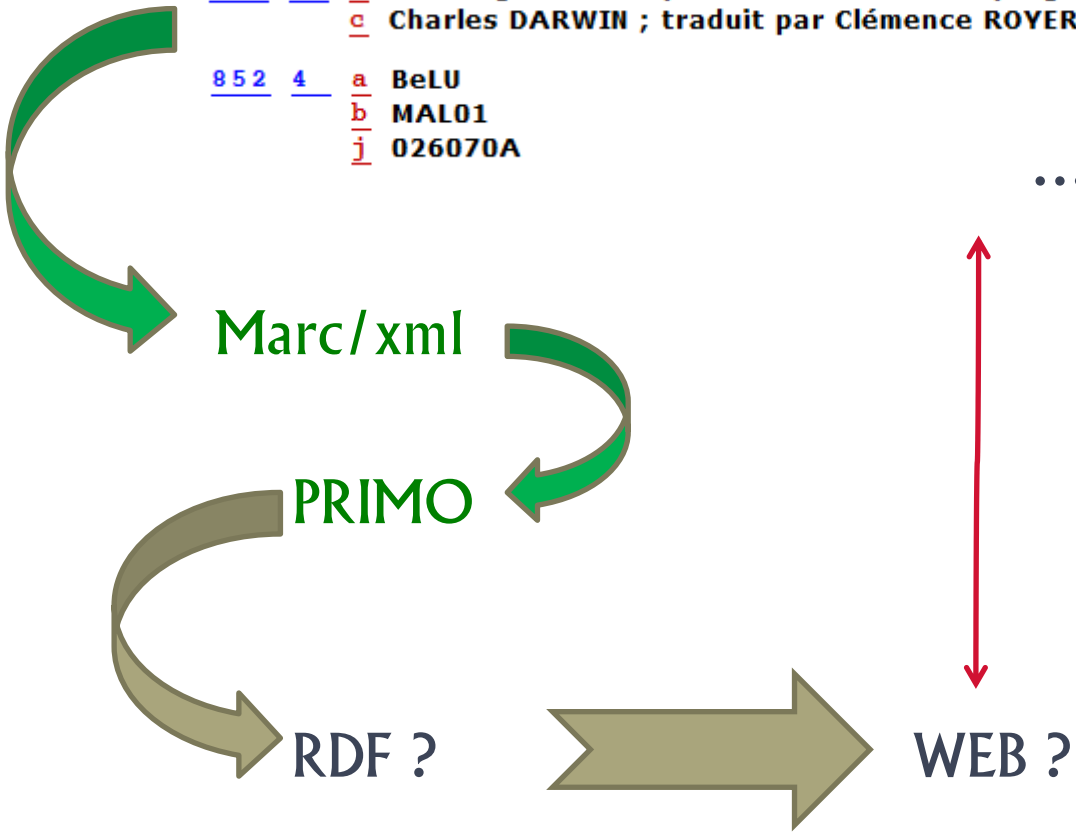 c Charles DARWIN ; traduit par Clémence ROYER
852 4 a BeLU
b MAL01
j 026070A
...
Marc/xml
PRIMO
RDF ?
WEB ?